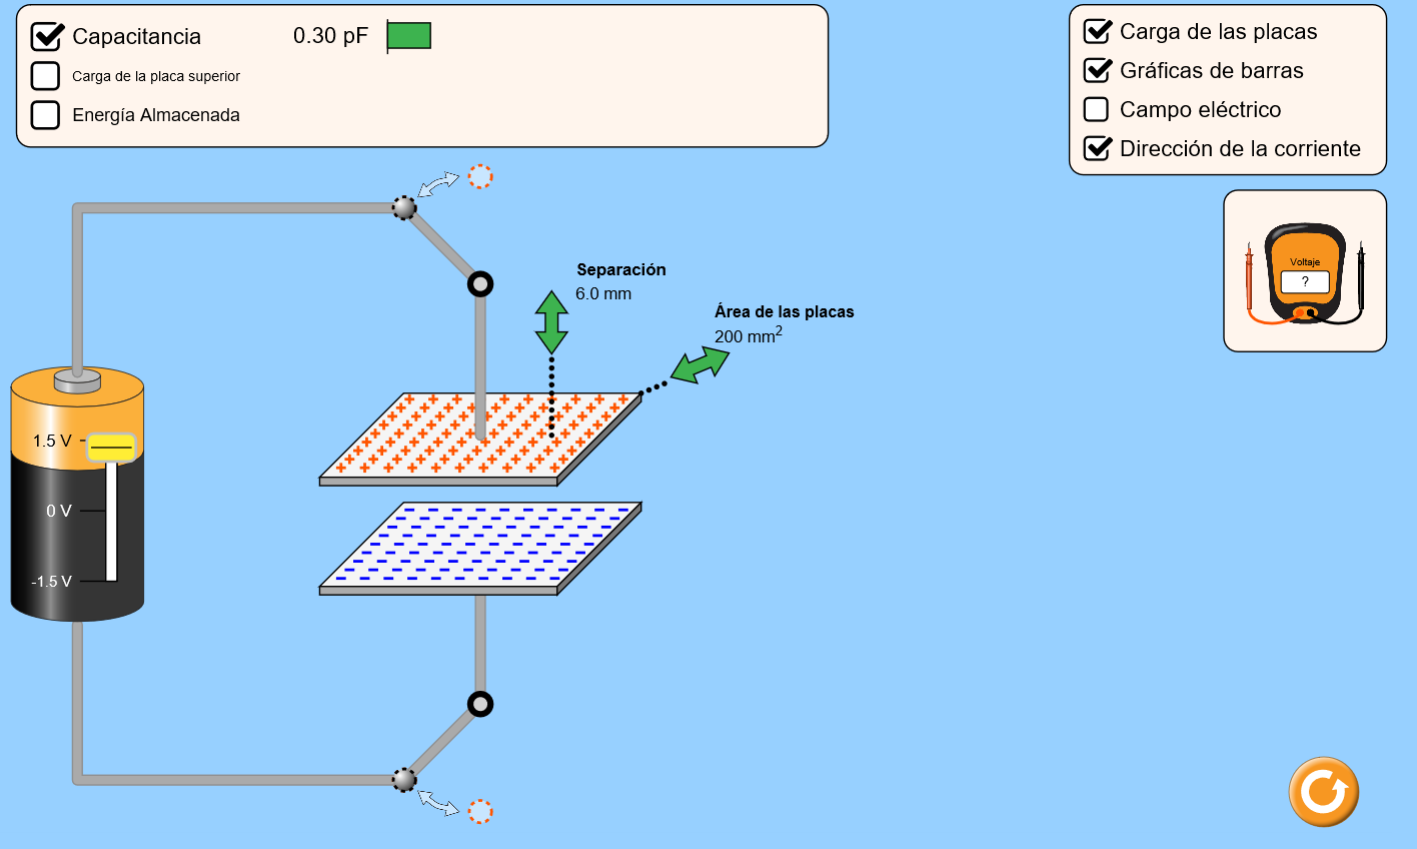 Capacitancia
0.30 pF
Carga de la placa superior
Energía Almacenada
Carga de las placas
Gráficas de barras
Campo eléctrico
Dirección de la corriente
Voltaje
?
Separación
6.0 mm
Área de las placas
200 mm²
1.5 V
0 V
-1.5 V